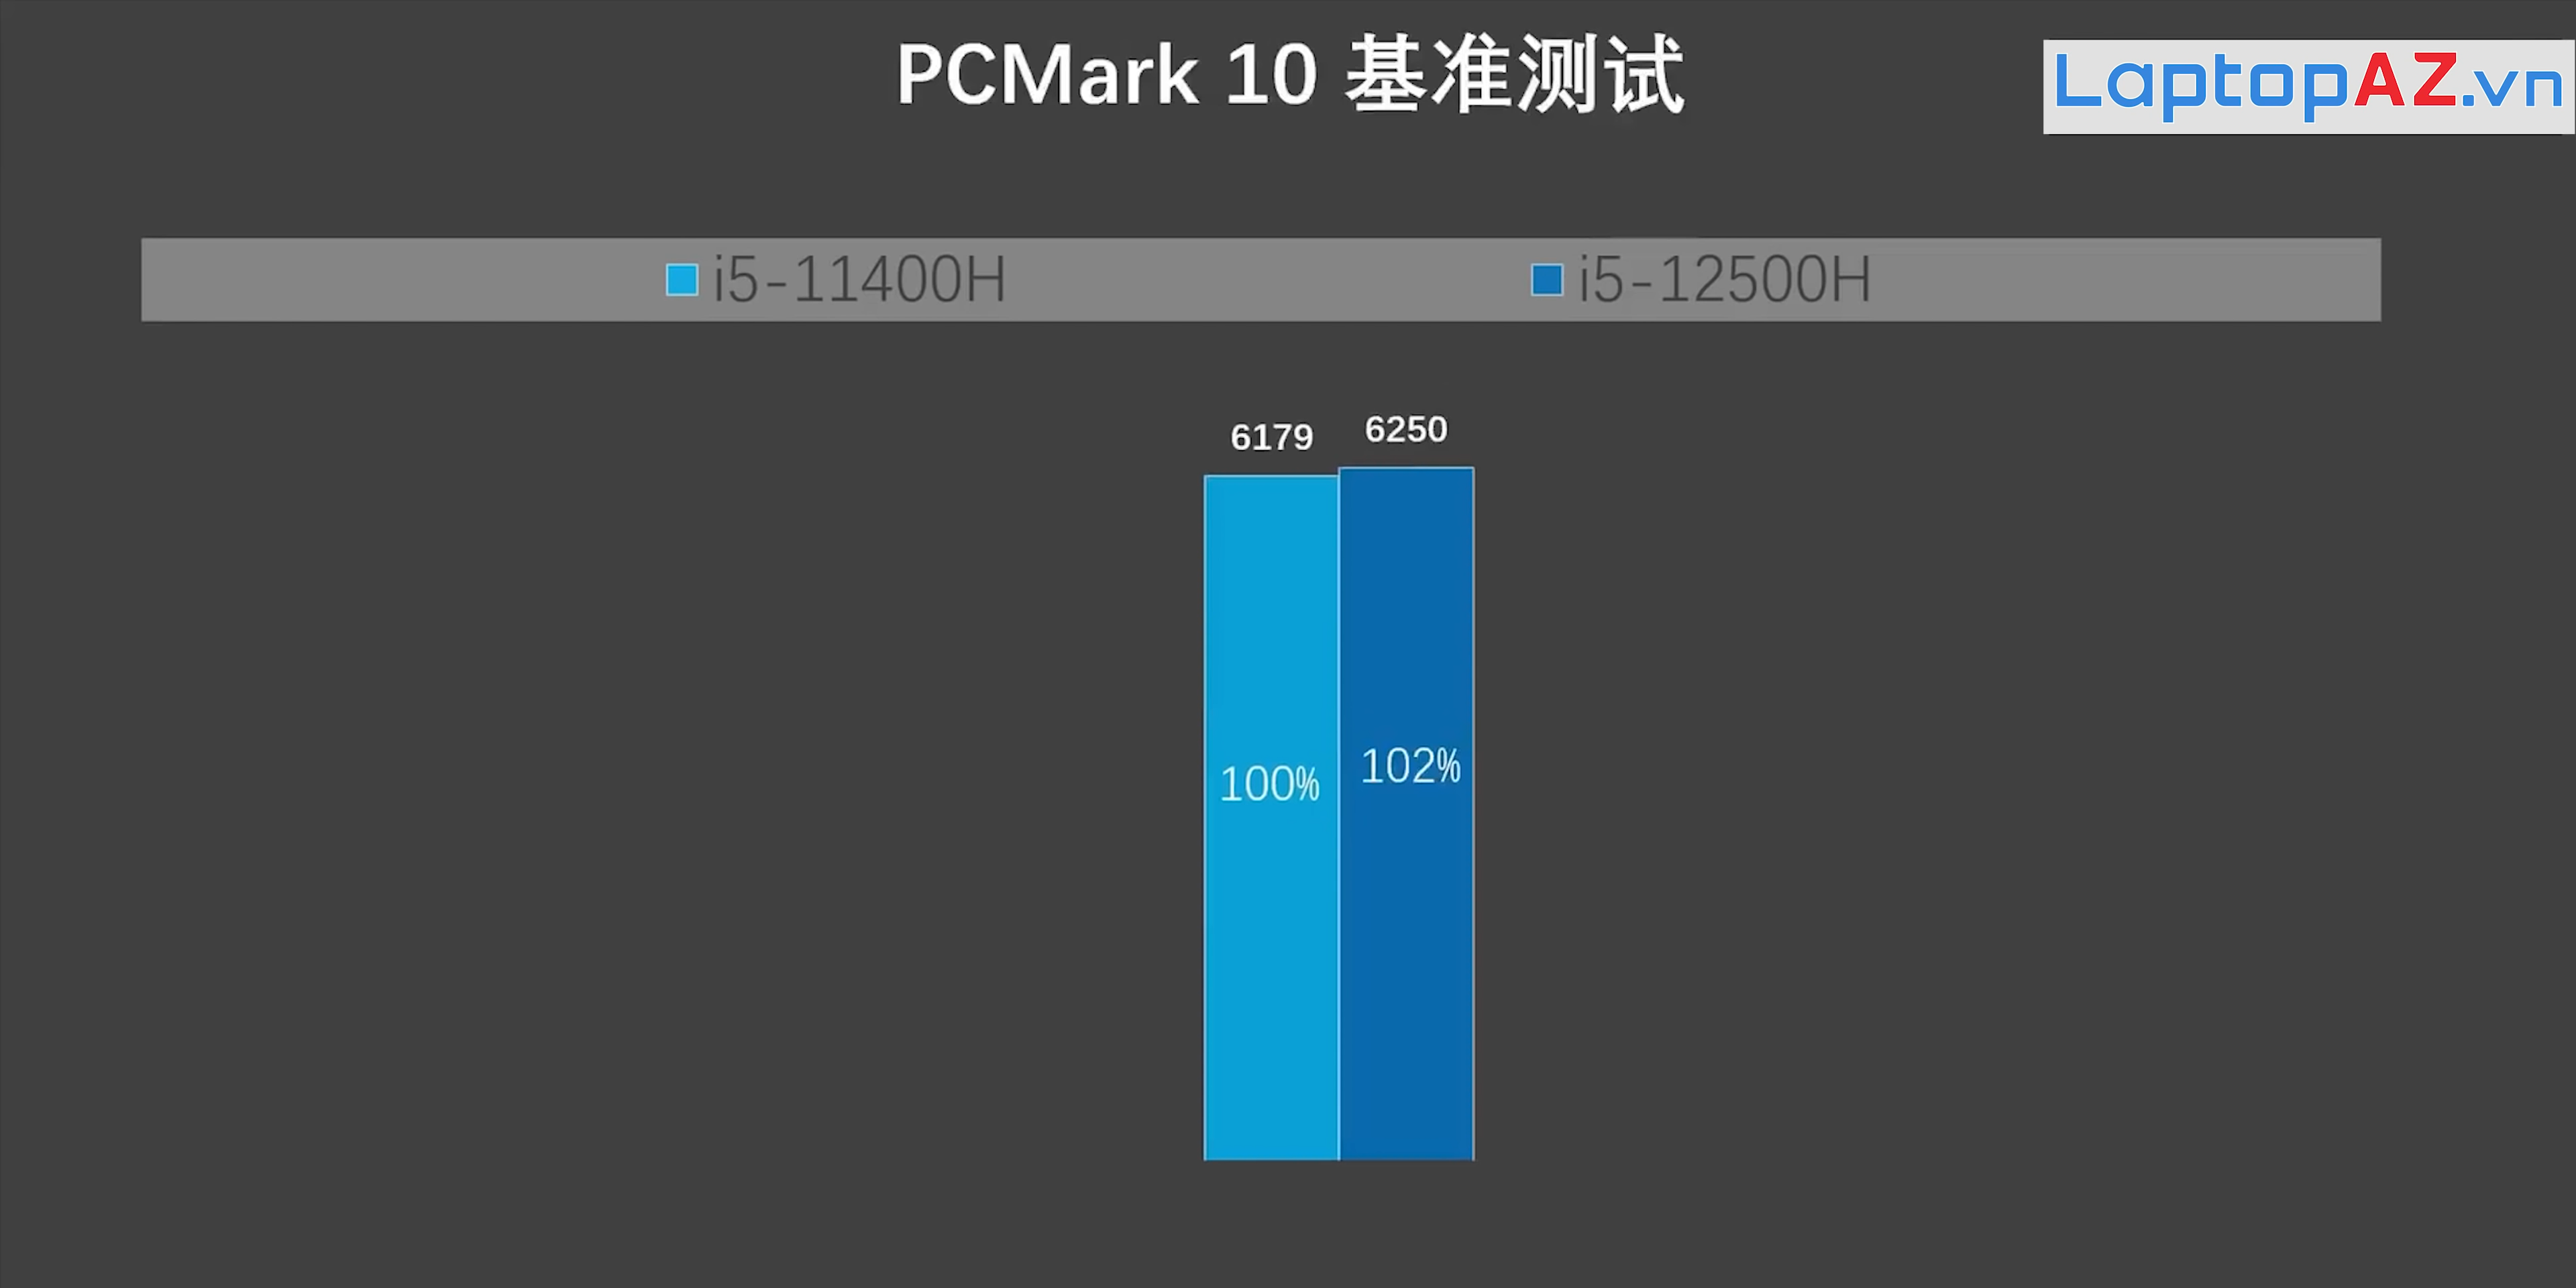 PCMark 10 基准测试
LaptopAZ.vn
i5-11400H
i5-12500H
6179
6250
100%
102%